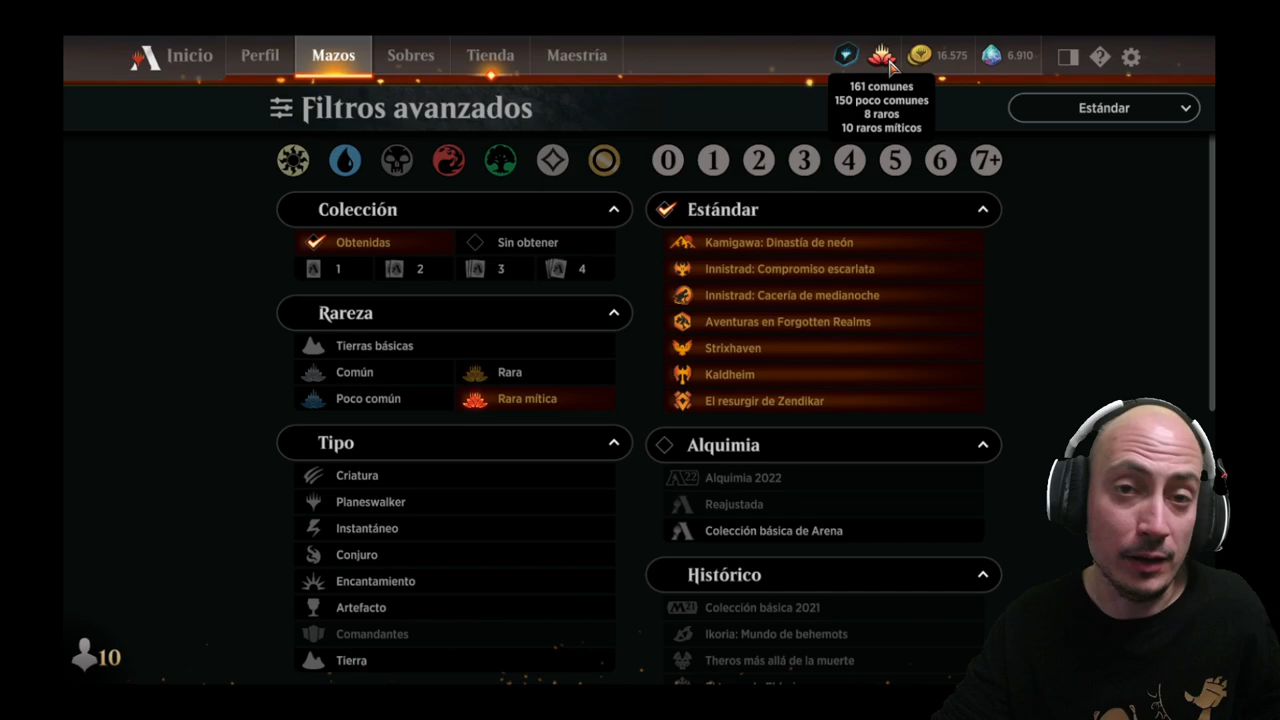 Inicio
Perfil
Mazos
Sobres
Tienda
Maestría
16.575
6.910
161 comunes
150 poco comunes
8 raros
10 raros míticos
Filtros avanzados
Estándar
0 1 2 3 4 5 6 7+
Colección
Obtenidas
Sin obtener
1
2
3
4
Rareza
Tierras básicas
Común
Rara
Poco común
Rara mítica
Tipo
Criatura
Planeswalker
Instantáneo
Conjuro
Encantamiento
Artefacto
Comandantes
Tierra
Estándar
Kamigawa: Dinastía de neón
Innistrad: Compromiso escarlata
Innistrad: Cacería de medianoche
Aventuras en Forgotten Realms
Strixhaven
Kaldheim
El resurgir de Zendikar
Alquimia
Alquimia 2022
Reajustada
Colección básica de Arena
Histórico
Colección básica 2021
Ikoria: Mundo de behemots
Theros más allá de la muerte
10